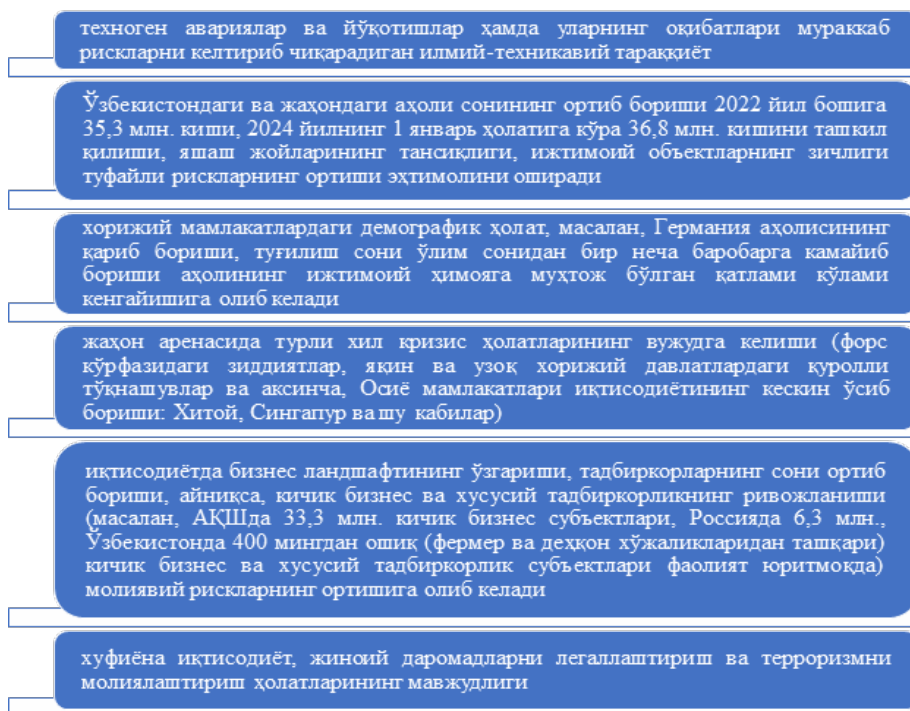 техноген авариялар ва йўқотишлар ҳамда уларнинг оқибатлари мураккаб
рискларни келтириб чиқарадиган илмий-техникавий тараққиёт
Ўзбекистондаги ва жаҳондаги аҳоли сонининг ортиб бориши 2022 йил бошига
35,3 млн. киши, 2024 йилнинг 1 январь ҳолатига кўра 36,8 млн. кишини ташкил
қилиши, яшаш жойларининг тансиқлиги, ижтимоий объектларнинг зичлиги
туфайли рискларнинг ортиши эҳтимолини оширади
хорижий мамлакатлардаги демографик ҳолат, масалан, Германия аҳолисининг
қариб бориши, туғилиш сони ўлим сонидан бир неча баробарга камайиб
бориши аҳолининг ижтимоий ҳимояга муҳтож бўлган қатлами кўлами
кенгайишига олиб келади
жаҳон аренасида турли хил кризис ҳолатларининг вужудга келиши (форс
кўрфазидаги зиддиятлар, яқин ва узоқ хорижий давлатлардаги қуролли
тўқнашувлар ва аксинча, Осиё мамлакатлари иқтисодиётининг кескин ўсиб
бориши: Хитой, Сингапур ва шу кабилар)
иқтисодиётда бизнес ландшафтининг ўзгариши, тадбиркорларнинг сони ортиб
бориши, айниқса, кичик бизнес ва хусусий тадбиркорликнинг ривожланиши
(масалан, АҚШда 33,3 млн. кичик бизнес субъектлари, Россияда 6,3 млн.,
Ўзбекистонда 400 мингдан ошиқ (фермер ва деҳқон хўжаликларидан ташқари)
кичик бизнес ва хусусий тадбиркорлик субъектлари фаолият юритмоқда)
молиявий рискларнинг ортишига олиб келади
хуфиёна иқтисодиёт, жиноий даромадларни легаллаштириш ва терроризмни
молиялаштириш ҳолатларининг мавжудлиги